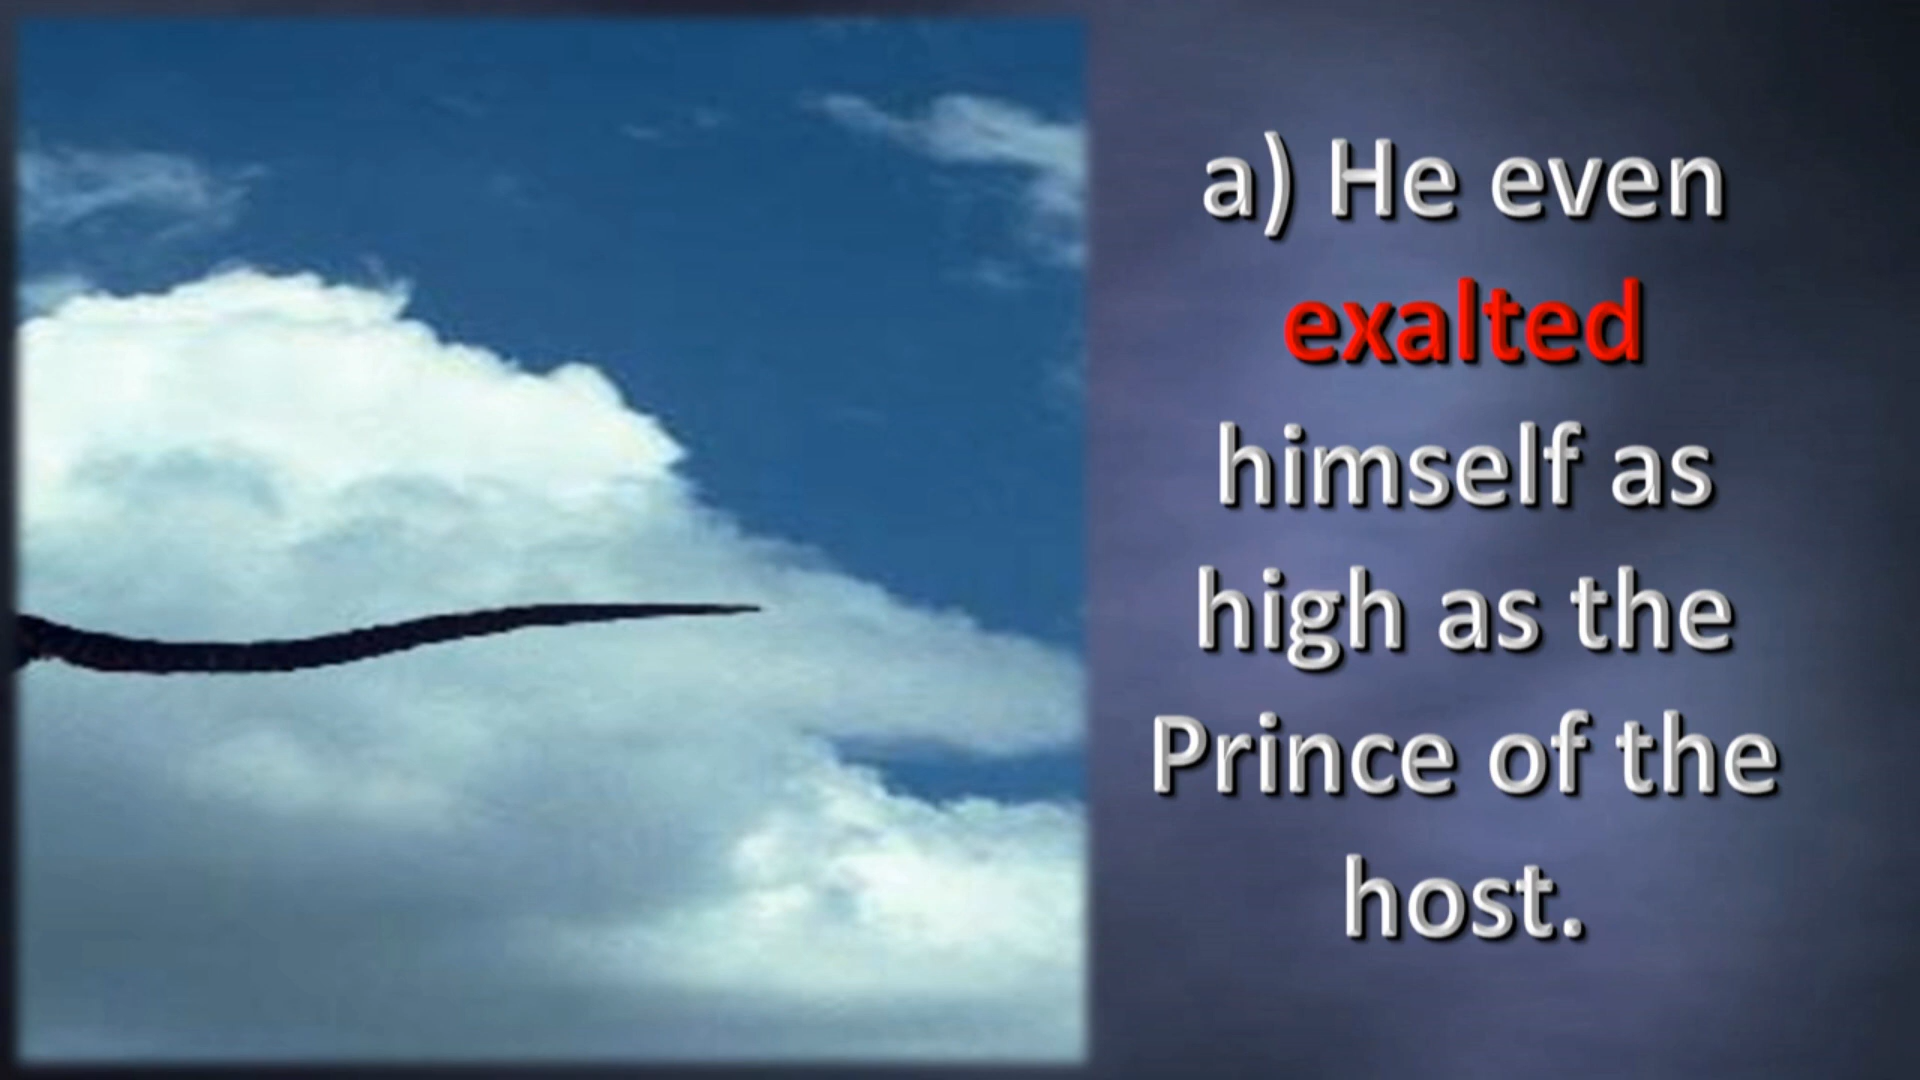 a) He even
exalted
himself as
high as the
Prince of the
host.